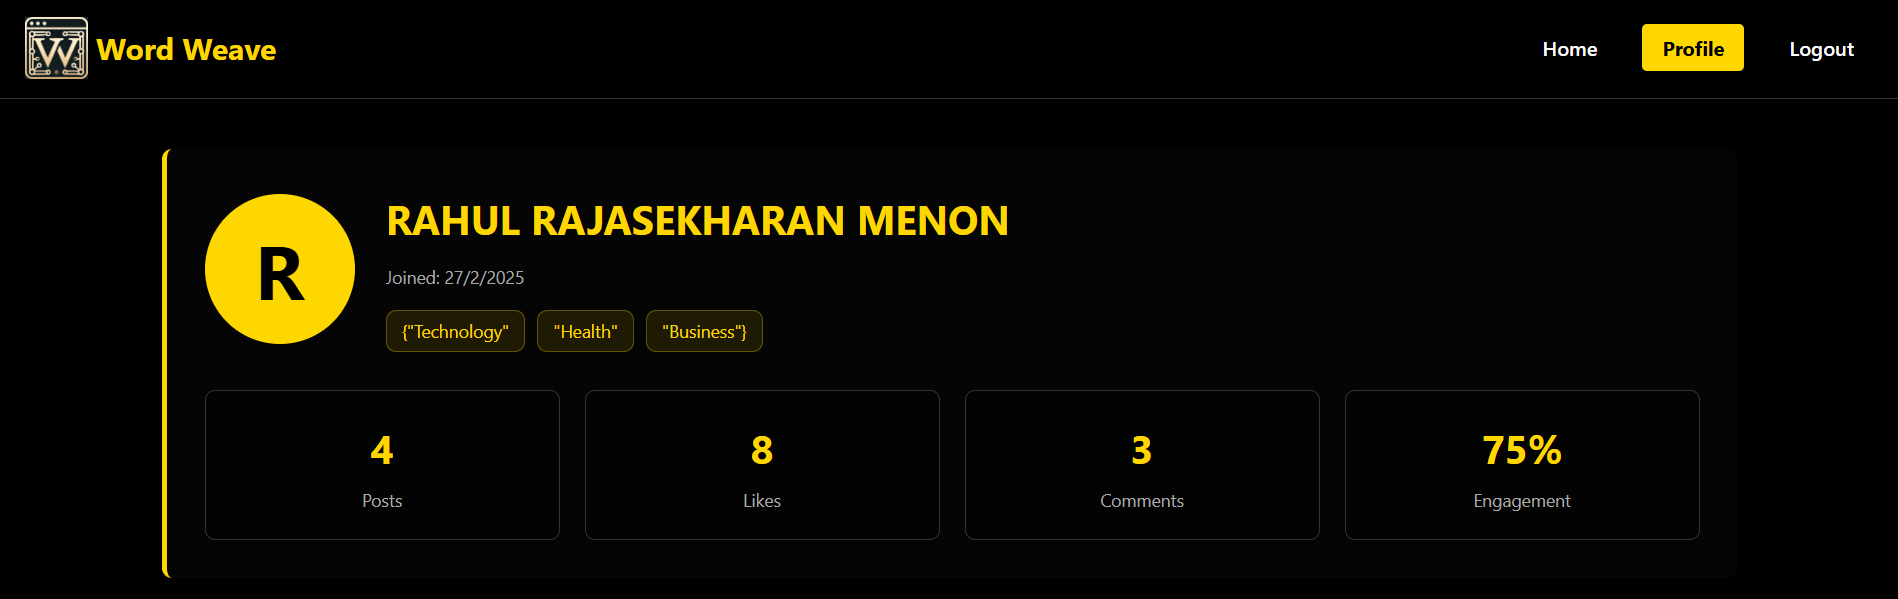 W
Word Weave
Home Profile Logout
R
RAHUL RAJASEKHARAN MENON
Joined: 27/2/2025
{"Technology" "Health" "Business"}
4 8 3 75%
Posts Likes Comments Engagement